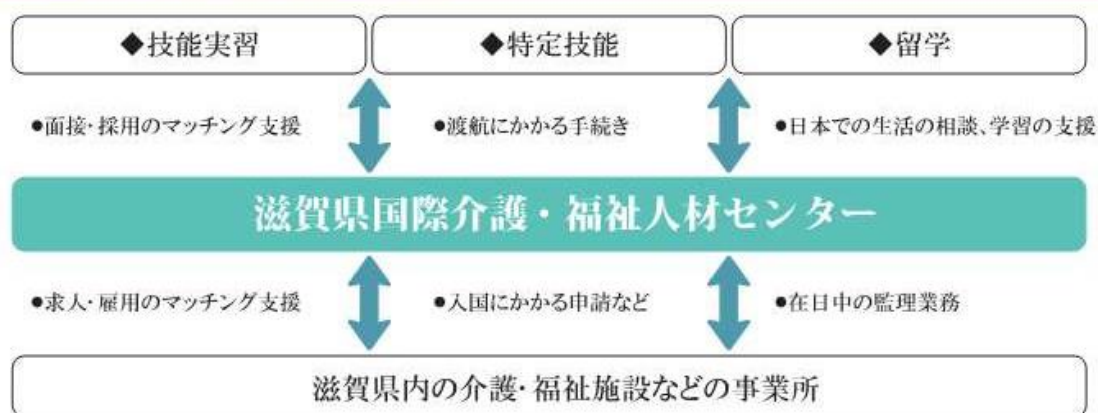 ◆技能実習
◆特定技能
◆留学
●面接・採用のマッチング支援
●渡航にかかる手続き
●日本での生活の相談、学習の支援
滋賀県国際介護・福祉人材センター
●求人・雇用のマッチング支援
●入国にかかる申請など
●在日中の監理業務
滋賀県内の介護・福祉施設などの事業所